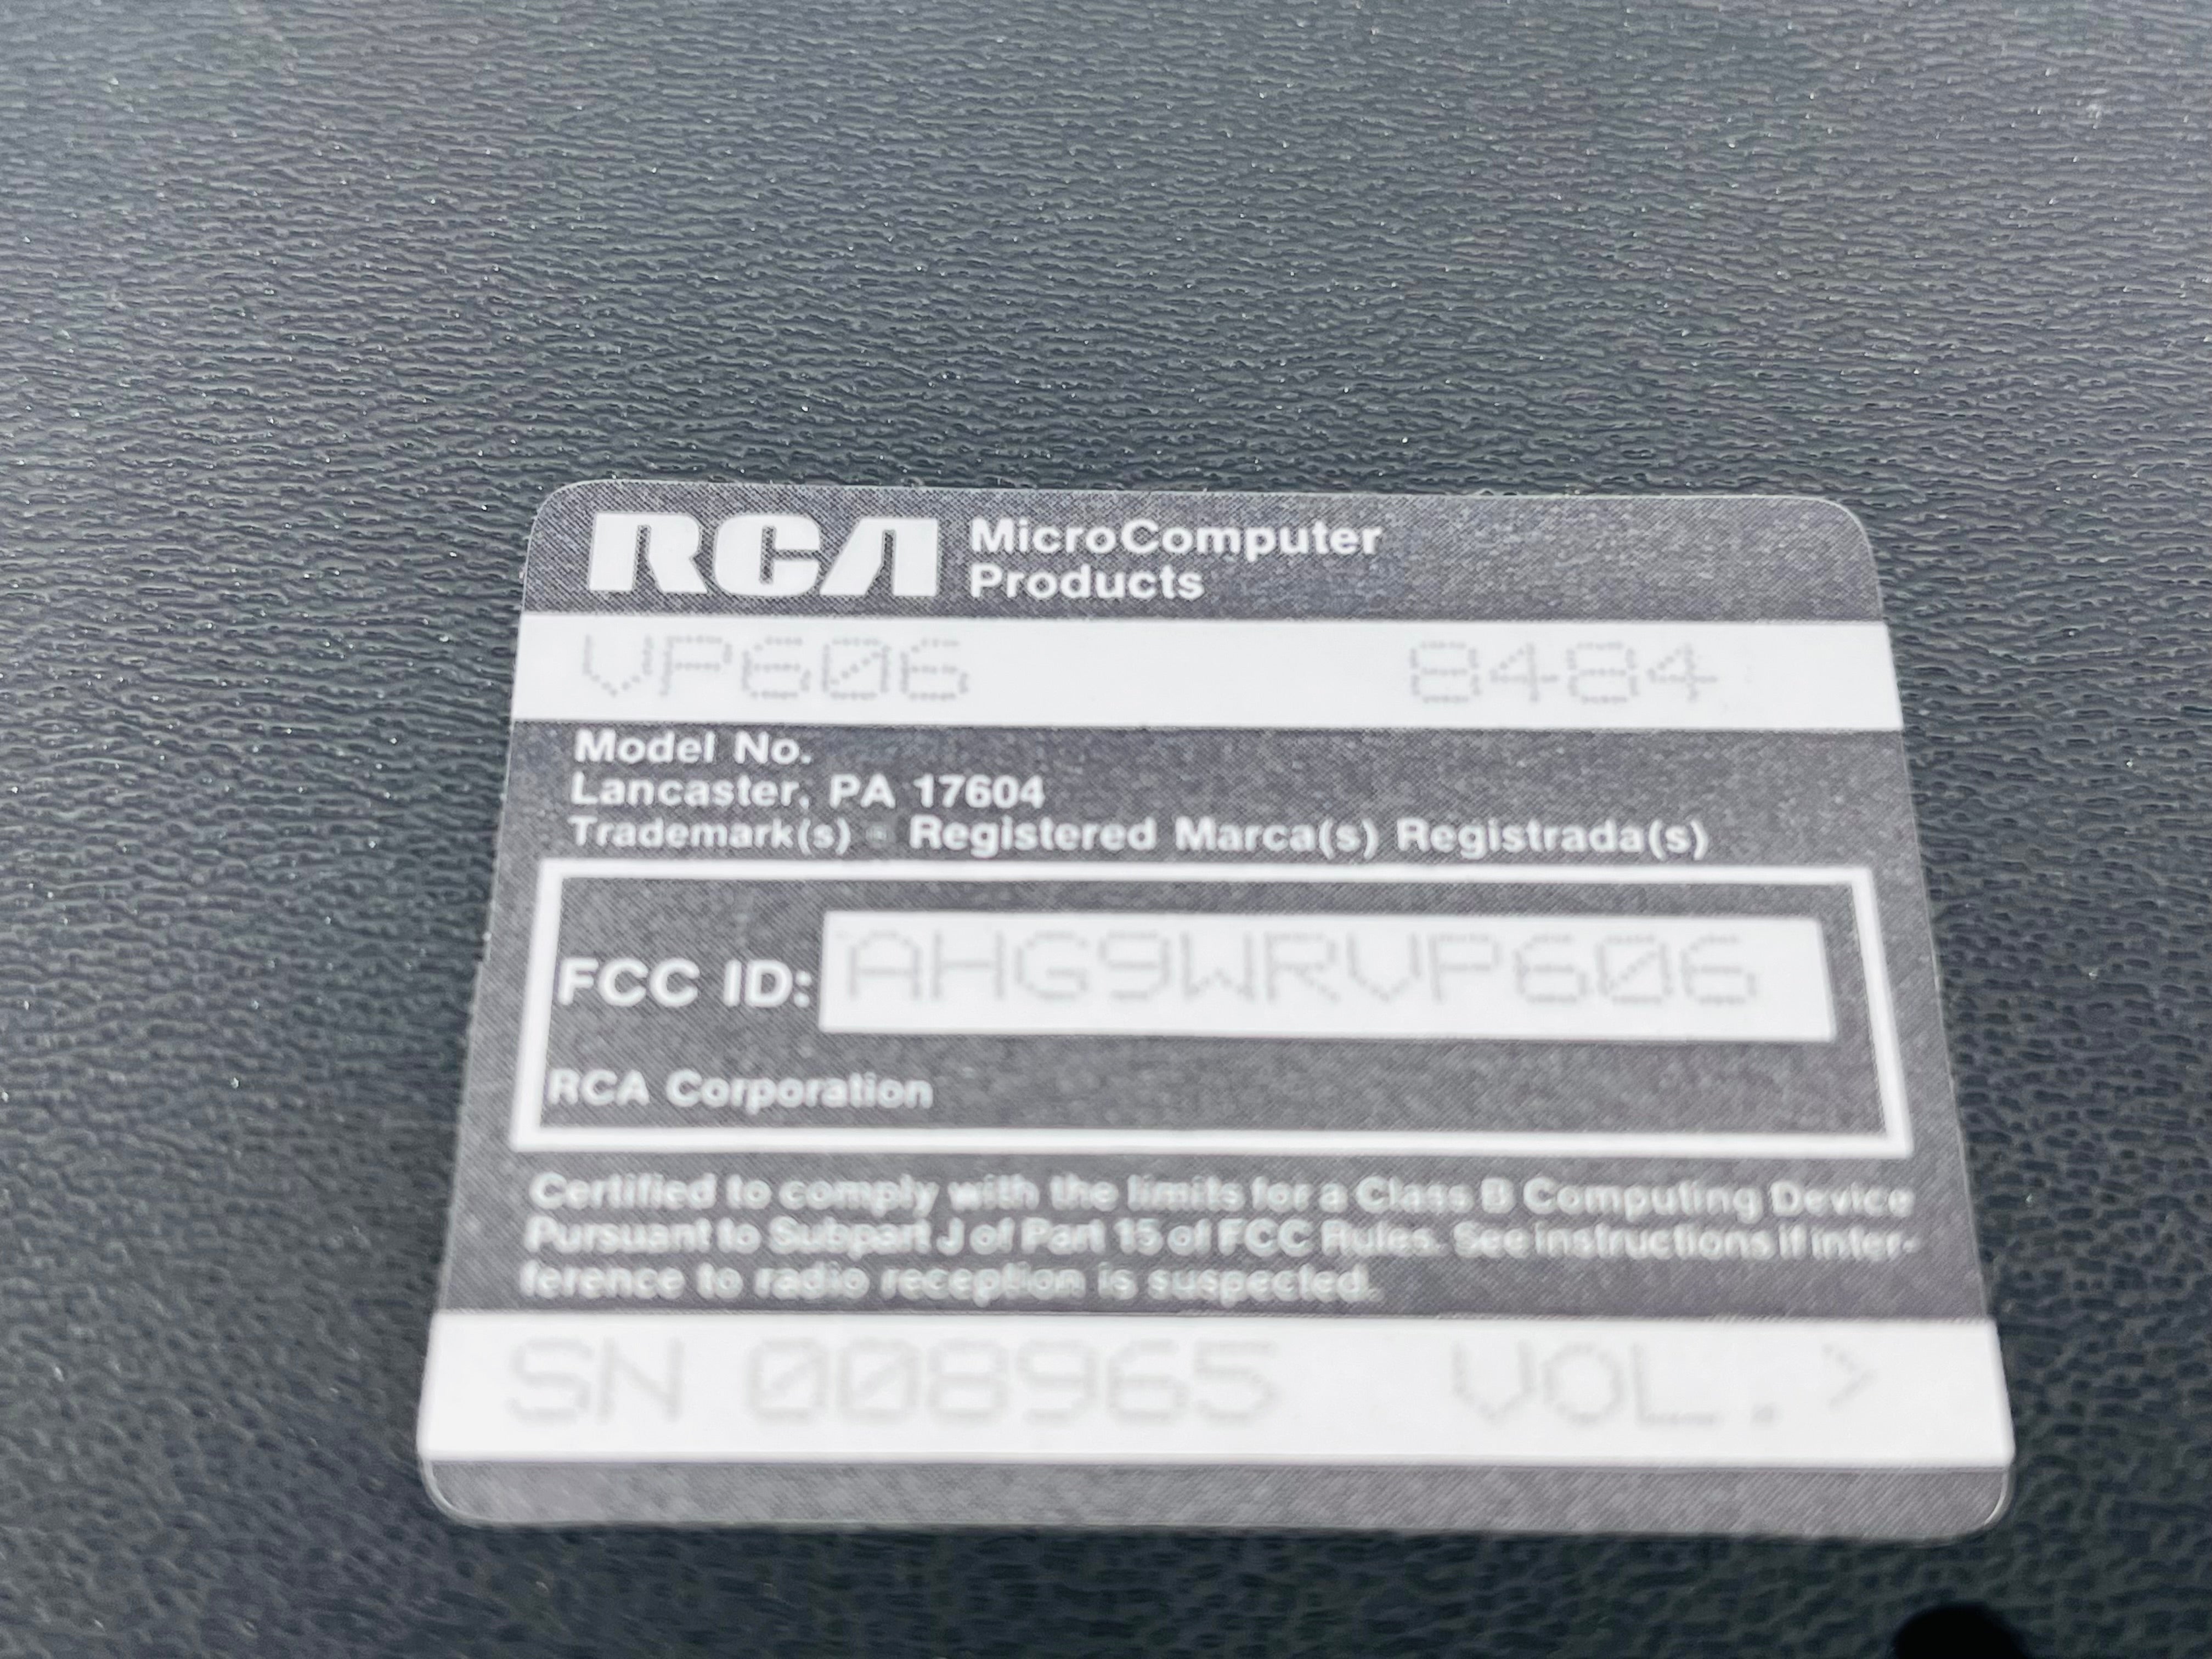 RCA MicroComputer
Products
VP606 8484
Model No.
Lancaster, PA 17604
Trademark(s) Registered Marca(s) Registrada(s)
FCC ID: AHG9WRVP606
RCA Corporation
Certified to comply with the limits for a Class B Computing Device
Pursuant to Subpart J of Part 15 of FCC Rules. See instructions if inter-
ference to radio reception is suspected.
SN 008965 VOL. >